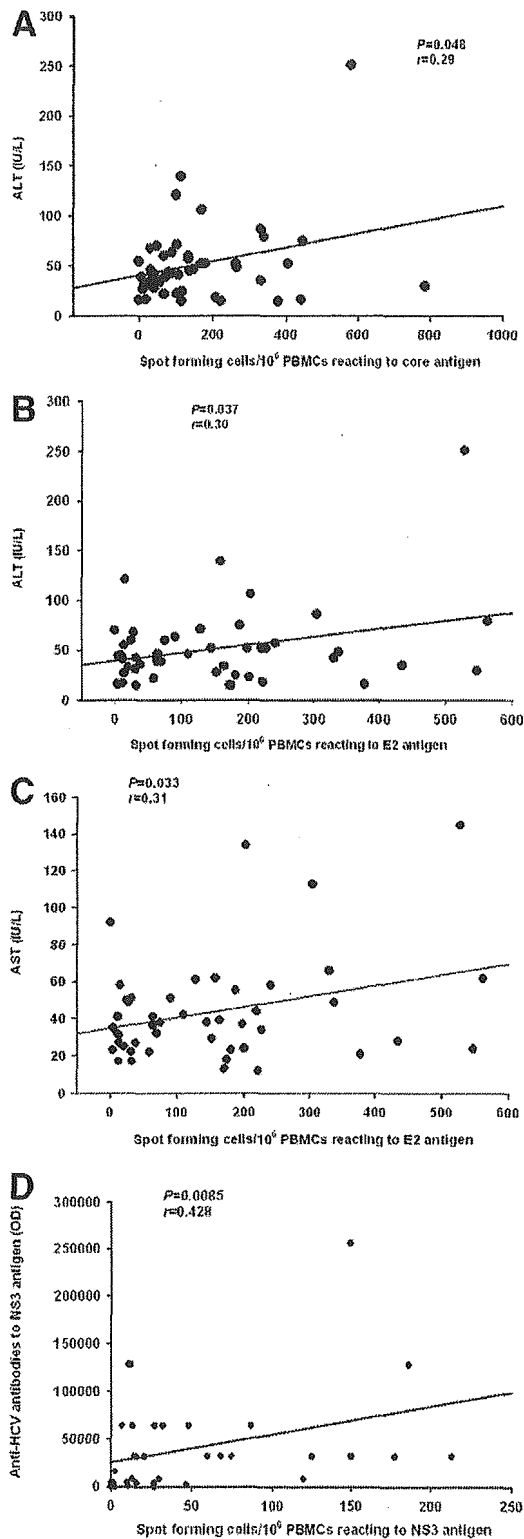 A
P=0.048
r=0.29
300
250
200
150
100
50
0
ALT (IU/L)
0 200 400 600 800 1000
Spot forming cells/10⁶ PBMCs reacting to core antigen
B
P=0.037
r=0.30
300
250
200
150
100
50
0
ALT (IU/L)
0 100 200 300 400 500 600
Spot forming cells/10⁶ PBMCs reacting to E2 antigen
C
P=0.033
r=0.31
160
140
120
100
80
60
40
20
0
AST (IU/L)
0 100 200 300 400 500 600
Spot forming cells/10⁶ PBMCs reacting to E2 antigen
D
P=0.0085
r=0.428
300000
250000
200000
150000
100000
50000
0
Anti-HCV antibodies to NS3 antigen (OD)
0 50 100 150 200 250
Spot forming cells/10⁶ PBMCs reacting to NS3 antigen